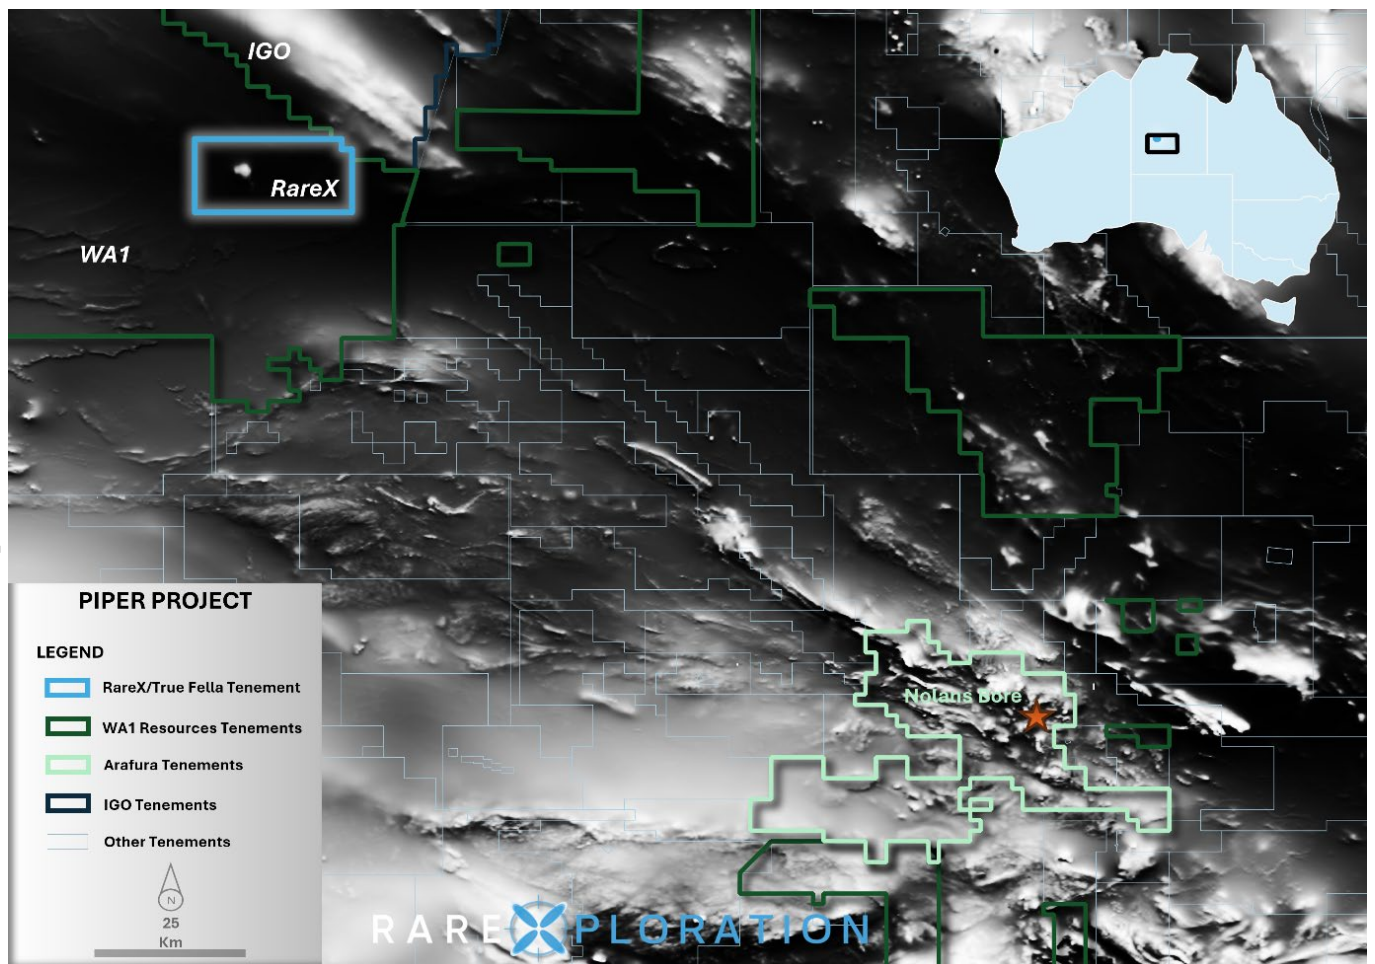 IGO
RareX
WA1
Nolans Bore
PIPER PROJECT
LEGEND
RareX/True Fella Tenement
WA1 Resources Tenements
Arafura Tenements
IGO Tenements
Other Tenements
N
25
Km
RAREXPLORATION